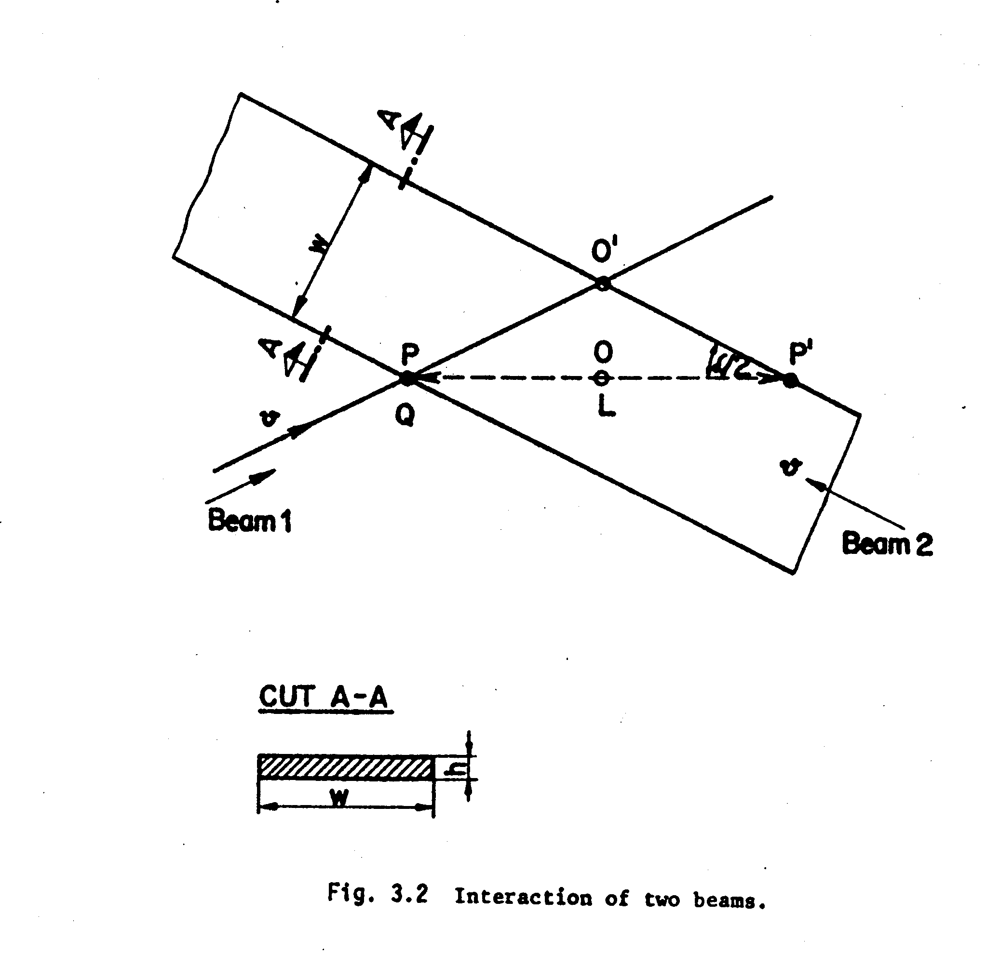 A
W
O'
A
P
O
P'
α/2
L
Q
v
v
Beam 1
Beam 2
CUT A-A
h
W
Fig. 3.2 Interaction of two beams.